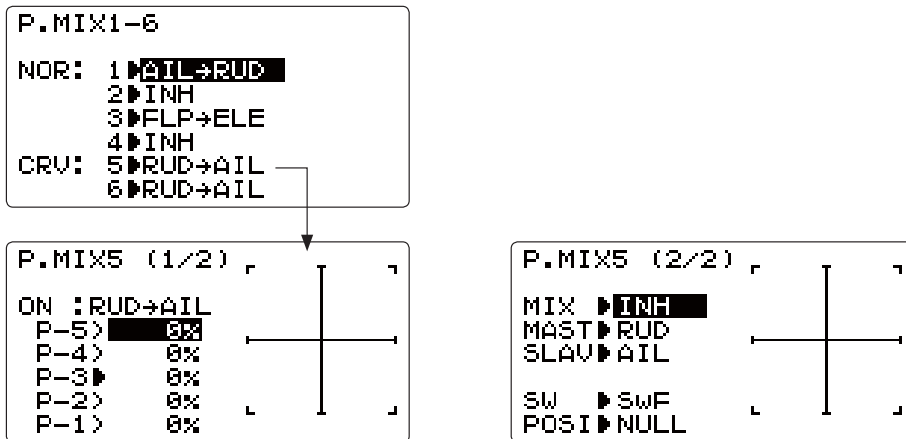 P.MIX1-6
NOR: 1▶AIL→RUD
2▶INH
3▶FLP→ELE
4▶INH
CRV: 5▶RUD→AIL
6▶RUD→AIL
P.MIX5 (1/2)
ON :RUD→AIL
P-5) 0%
P-4) 0%
P-3▶ 0%
P-2) 0%
P-1) 0%
P.MIX5 (2/2)
MIX ▶INH
MAST▶RUD
SLAV▶AIL
SW ▶SwF
POSI▶NULL